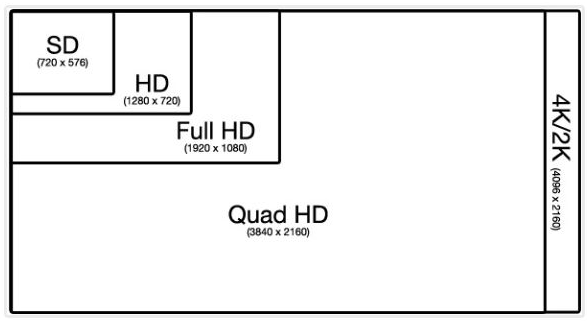 SD
(720 x 576)
HD
(1280 x 720)
Full HD
(1920 x 1080)
Quad HD
(3840 x 2160)
4K/2K
(4096 x 2160)